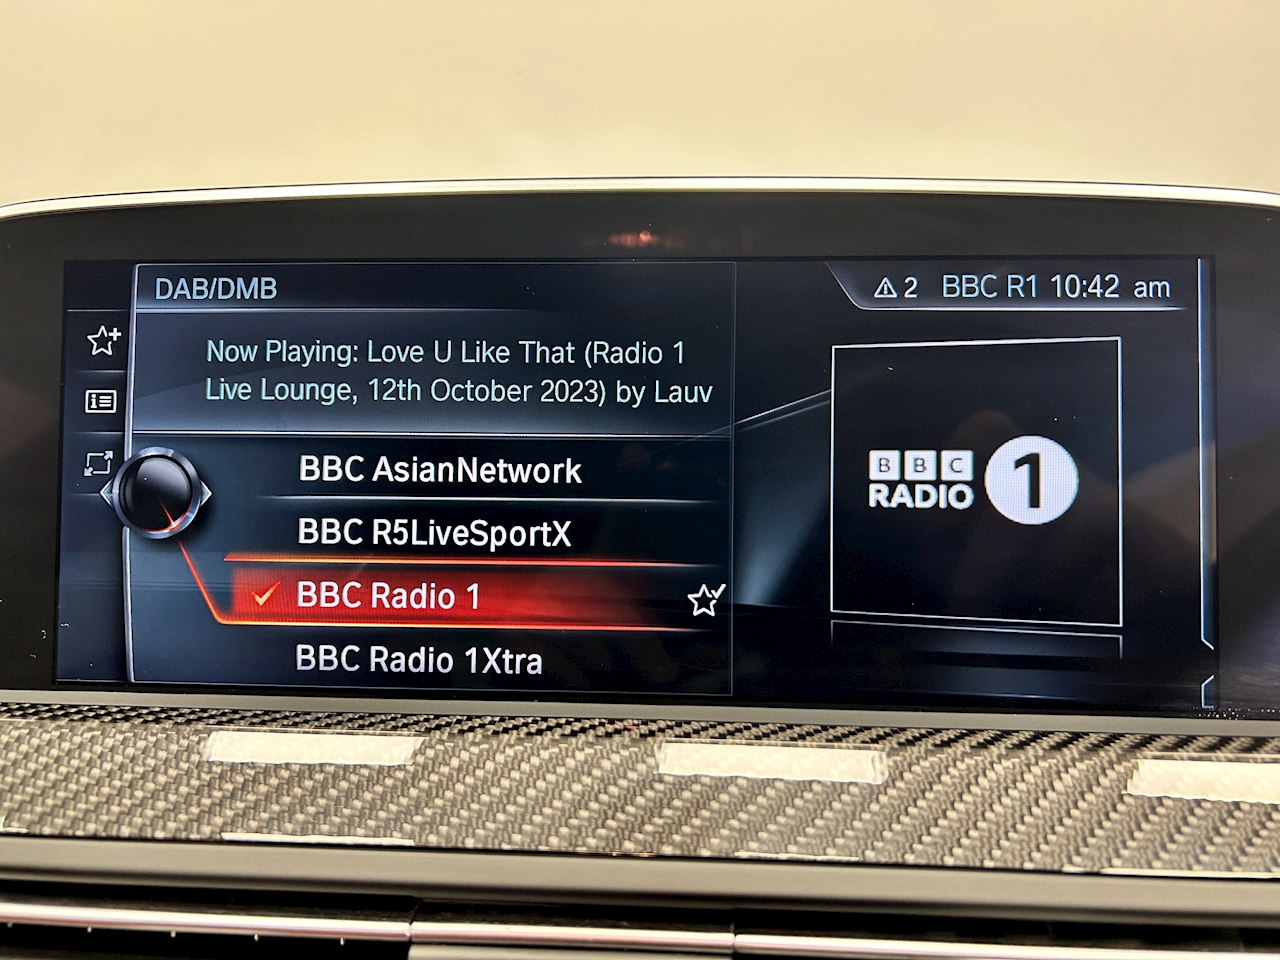 DAB/DMB
2 BBC R1 10:42 am
Now Playing: Love U Like That (Radio 1
Live Lounge, 12th October 2023) by Lauv
BBC AsianNetwork
BBC R5LiveSportX
BBC Radio 1
BBC Radio 1Xtra
BBC
RADIO 1